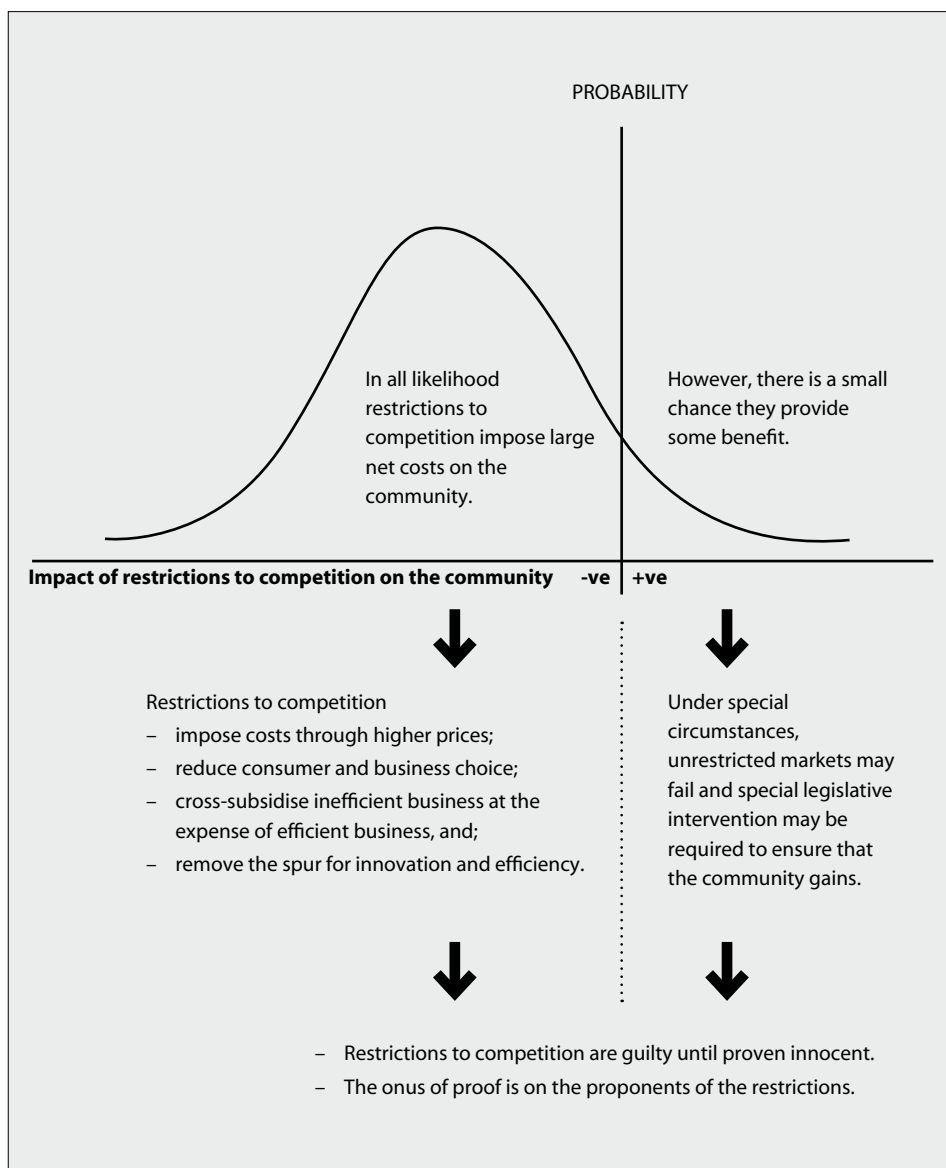 PROBABILITY
In all likelihood
restrictions to
competition impose large
net costs on the
community.
However, there is a small
chance they provide
some benefit.
Impact of restrictions to competition on the community -ve +ve
Restrictions to competition
– impose costs through higher prices;
– reduce consumer and business choice;
– cross-subsidise inefficient business at the
expense of efficient business, and;
– remove the spur for innovation and efficiency.
Under special
circumstances,
unrestricted markets may
fail and special legislative
intervention may be
required to ensure that
the community gains.
– Restrictions to competition are guilty until proven innocent.
– The onus of proof is on the proponents of the restrictions.